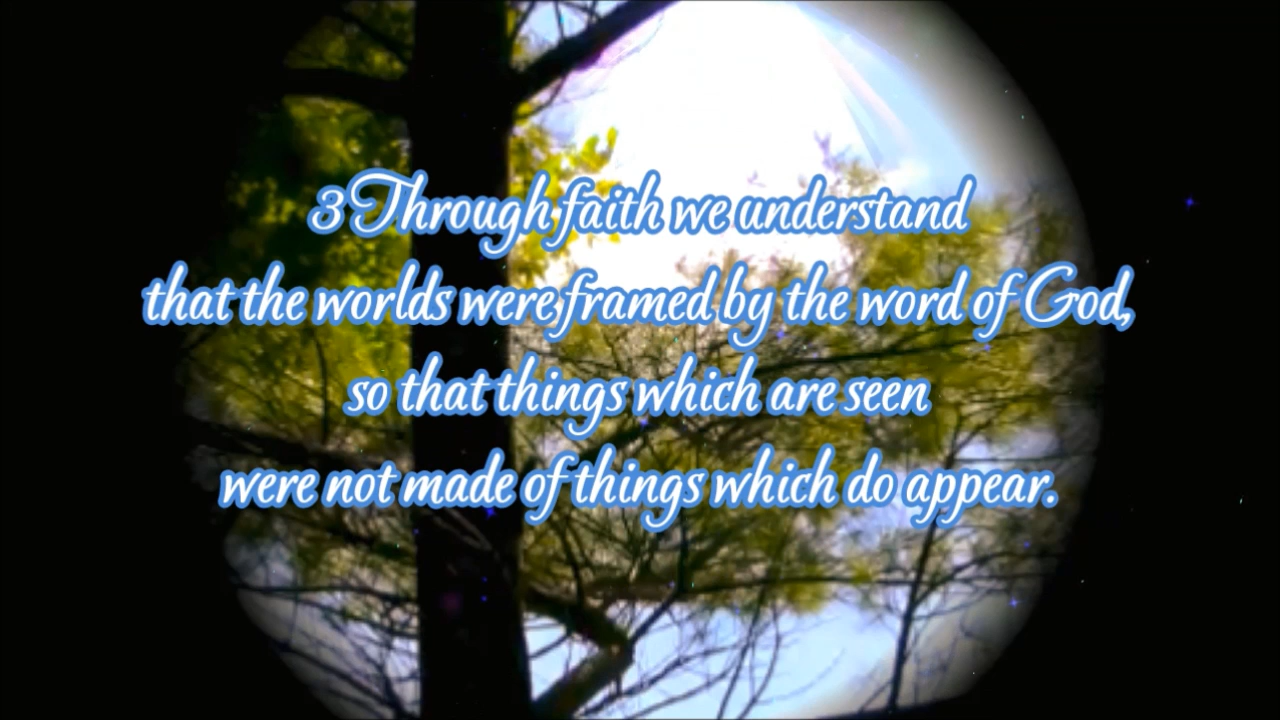 3 Through faith we understand
that the worlds were framed by the word of God,
so that things which are seen
were not made of things which do appear.